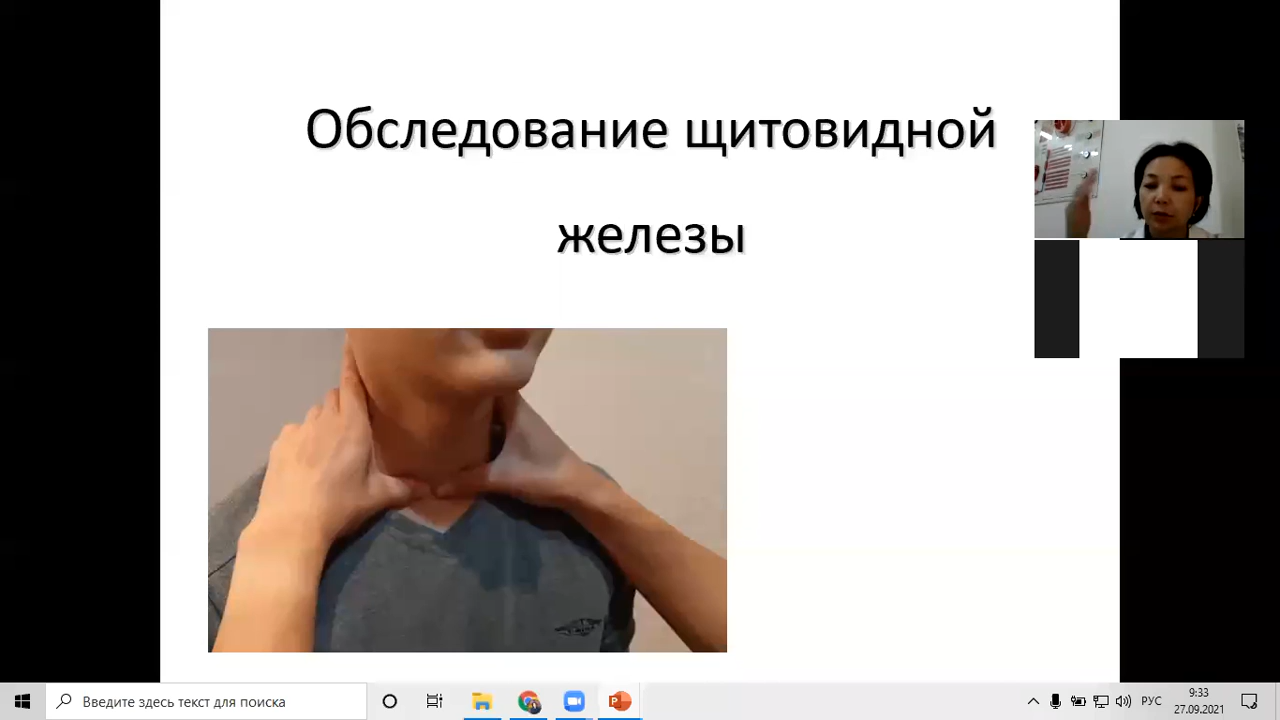 Обследование щитовидной
железы
Введите здесь текст для поиска
РУС
9:33
27.09.2021